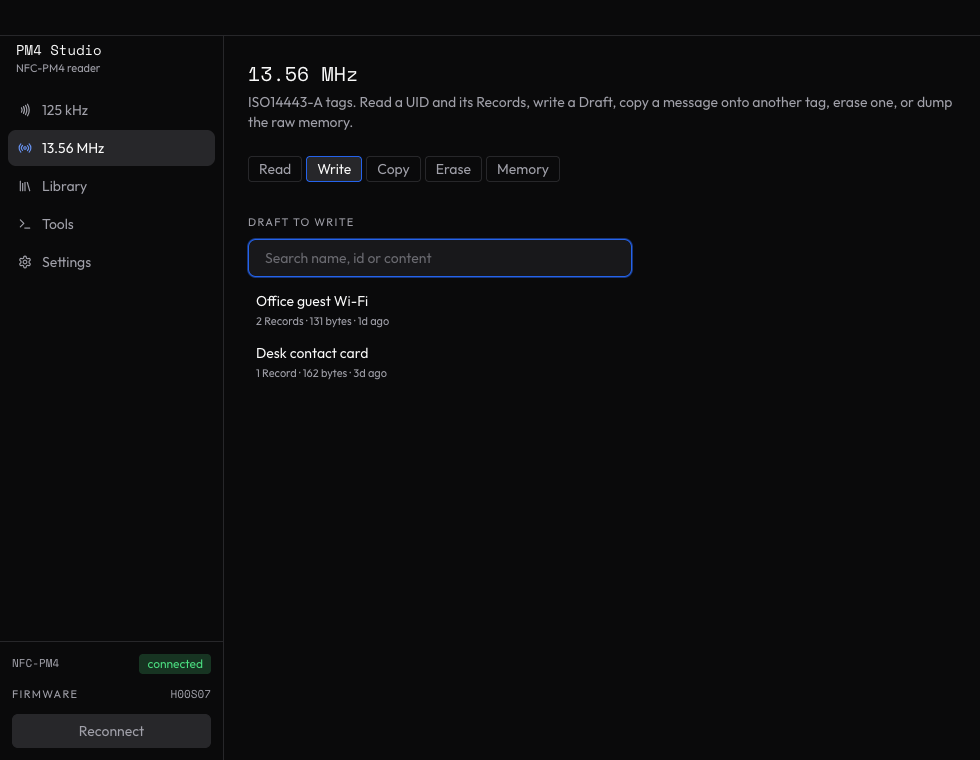 PM4 Studio
NFC-PM4 reader
125 kHz
13.56 MHz
Library
Tools
Settings
NFC-PM4
connected
FIRMWARE
H00S07
Reconnect
13.56 MHz
ISO14443-A tags. Read a UID and its Records, write a Draft, copy a message onto another tag, erase one, or dump
the raw memory.
Read
Write
Copy
Erase
Memory
DRAFT TO WRITE
Search name, id or content
Office guest Wi-Fi
2 Records · 131 bytes · 1d ago
Desk contact card
1 Record · 162 bytes · 3d ago